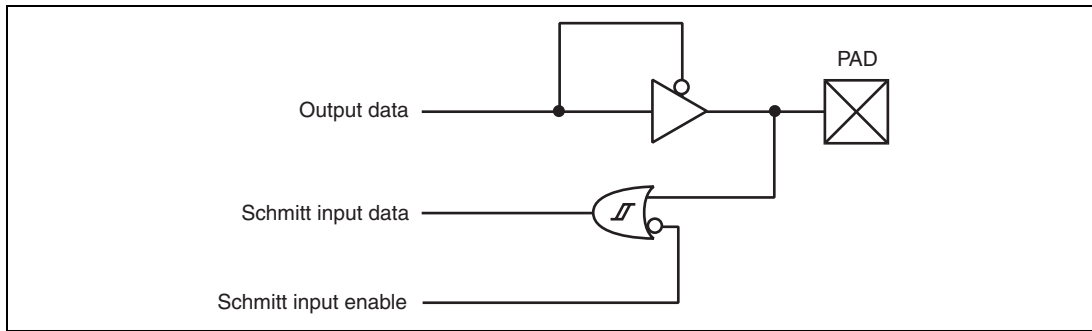 PAD
Output data
Schmitt input data
Schmitt input enable